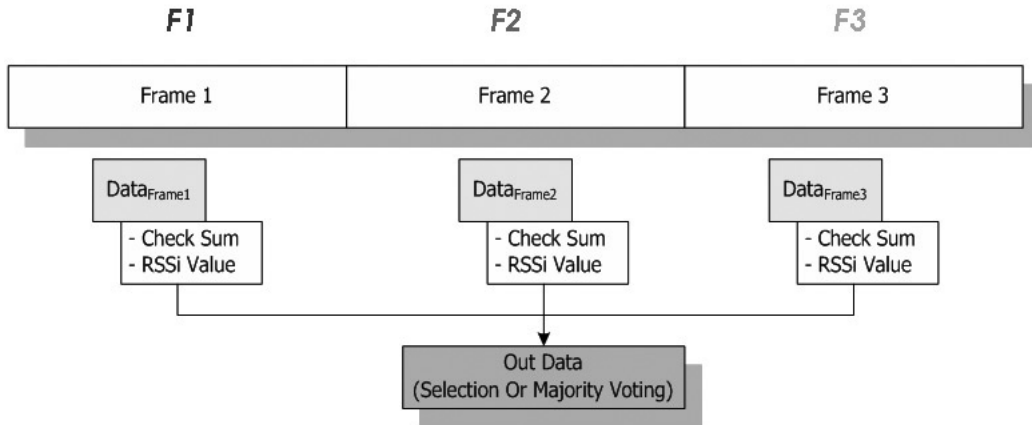 F1 F2 F3
Frame 1 Frame 2 Frame 3
DataFrame1 DataFrame2 DataFrame3
- Check Sum - Check Sum - Check Sum
- RSSi Value - RSSi Value - RSSi Value
Out Data
(Selection Or Majority Voting)